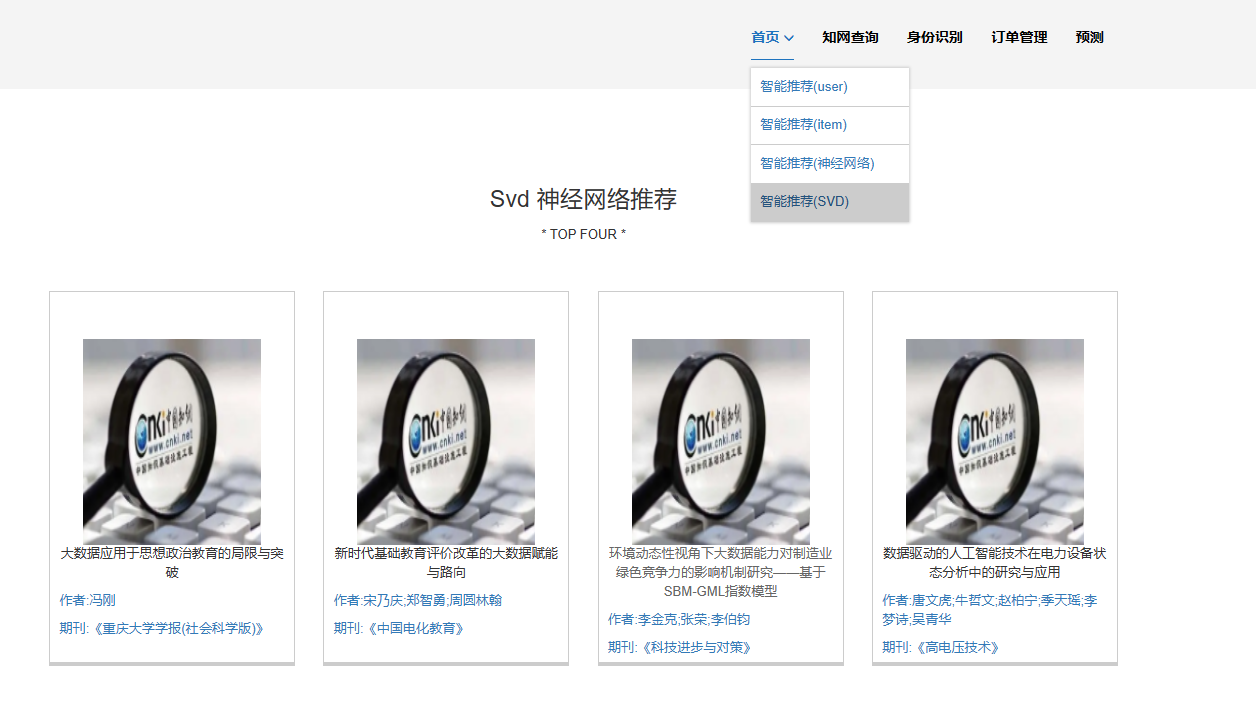 首页 知网查询 身份识别 订单管理 预测
智能推荐(user)
智能推荐(item)
智能推荐(神经网络)
智能推荐(SVD)
Svd 神经网络推荐
* TOP FOUR *
cnki 中国知网
www.cnki.net
中国知识基础设施工程
大数据应用于思想政治教育的局限与突
破
作者:冯刚
期刊:《重庆大学学报(社会科学版)》
cnki 中国知网
www.cnki.net
中国知识基础设施工程
新时代基础教育评价改革的大数据赋能
与路向
作者:宋乃庆;郑智勇;周圆林翰
期刊:《中国电化教育》
cnki 中国知网
www.cnki.net
中国知识基础设施工程
环境动态性视角下大数据能力对制造业
绿色竞争力的影响机制研究——基于
SBM-GML指数模型
作者:李金克;张荣;李伯钧
期刊:《科技进步与对策》
cnki 中国知网
www.cnki.net
中国知识基础设施工程
数据驱动的人工智能技术在电力设备状
态分析中的研究与应用
作者:唐文虎;牛哲文;赵柏宁;季天瑶;李
梦诗;吴青华
期刊:《高电压技术》